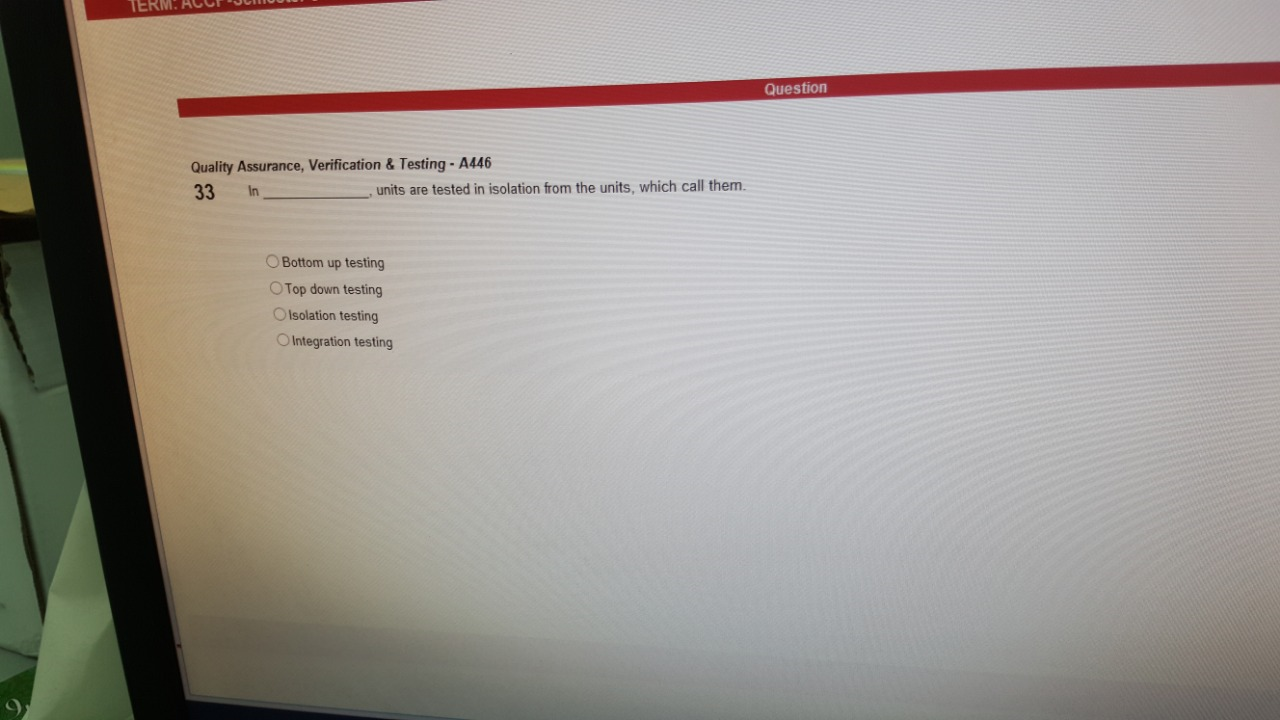 TERM: ACCP-Semester
Question
Quality Assurance, Verification & Testing - A446
33 In ____________, units are tested in isolation from the units, which call them.
Bottom up testing
Top down testing
Isolation testing
Integration testing